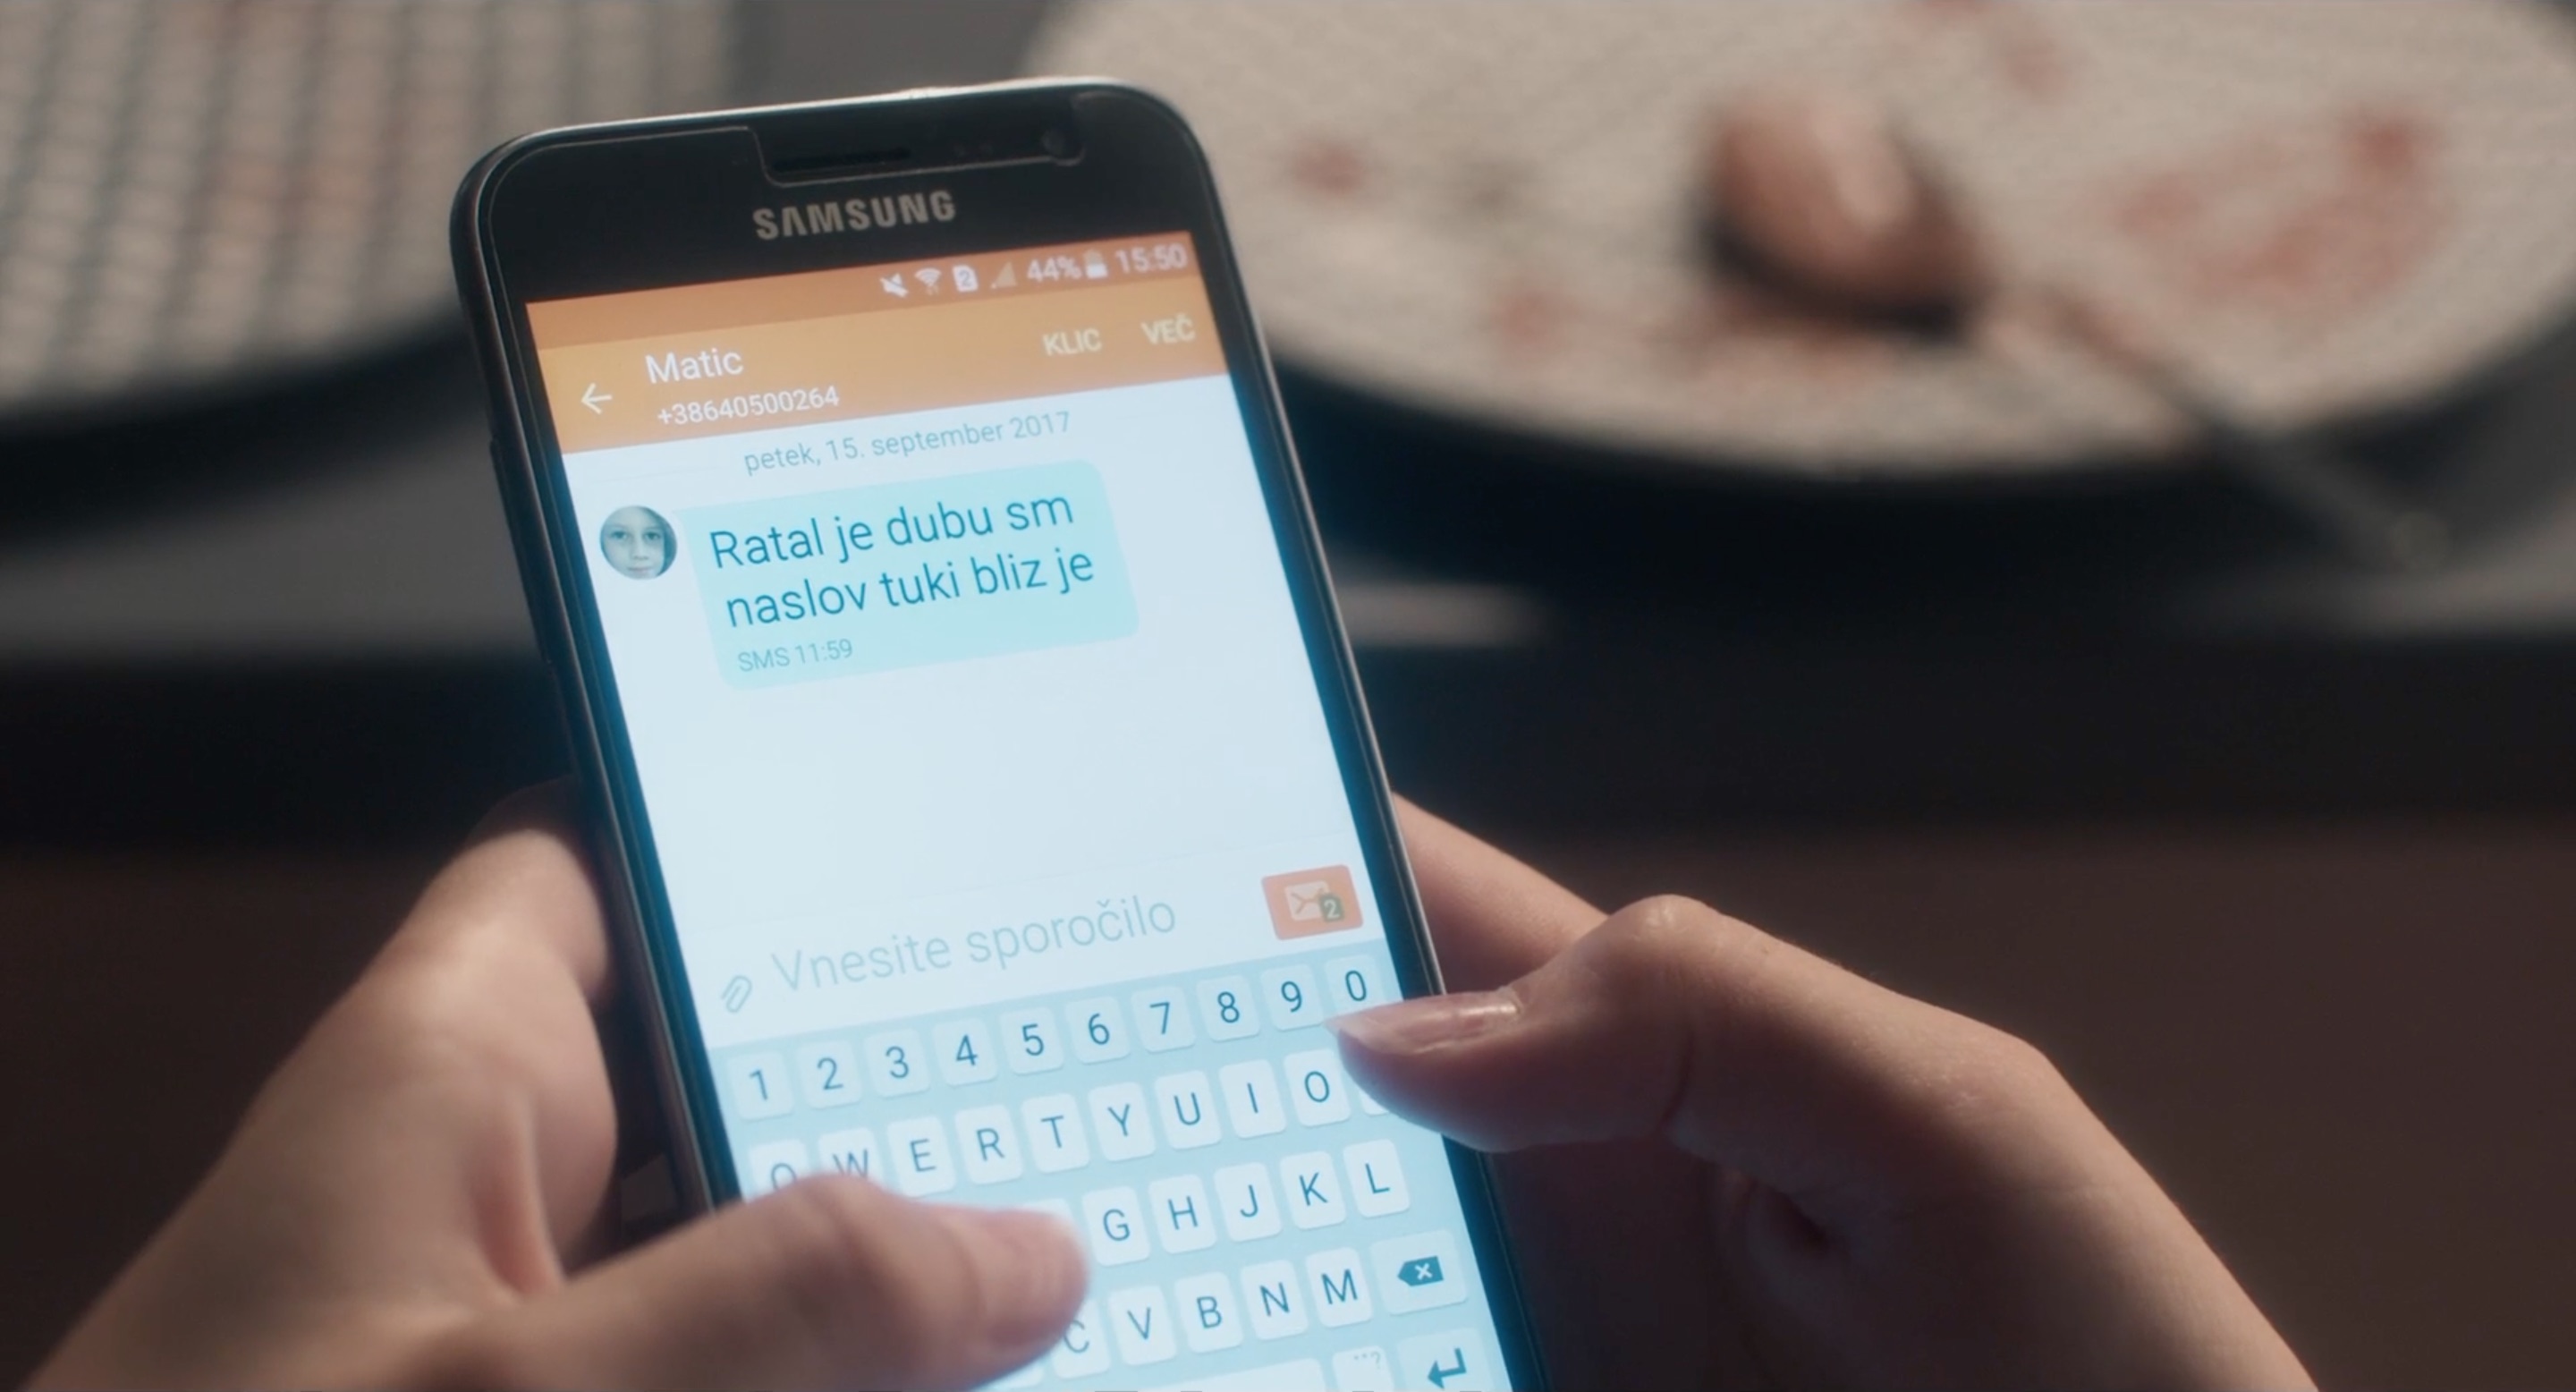 SAMSUNG
2 44% 15:50
Matic KLIC VEČ
+38640500264
petek, 15. september 2017
Ratal je dubu sm
naslov tuki bliz je
SMS 11:59
Vnesite sporočilo 2
1 2 3 4 5 6 7 8 9 0
Q W E R T Y U I O
G H J K L
C V B N M